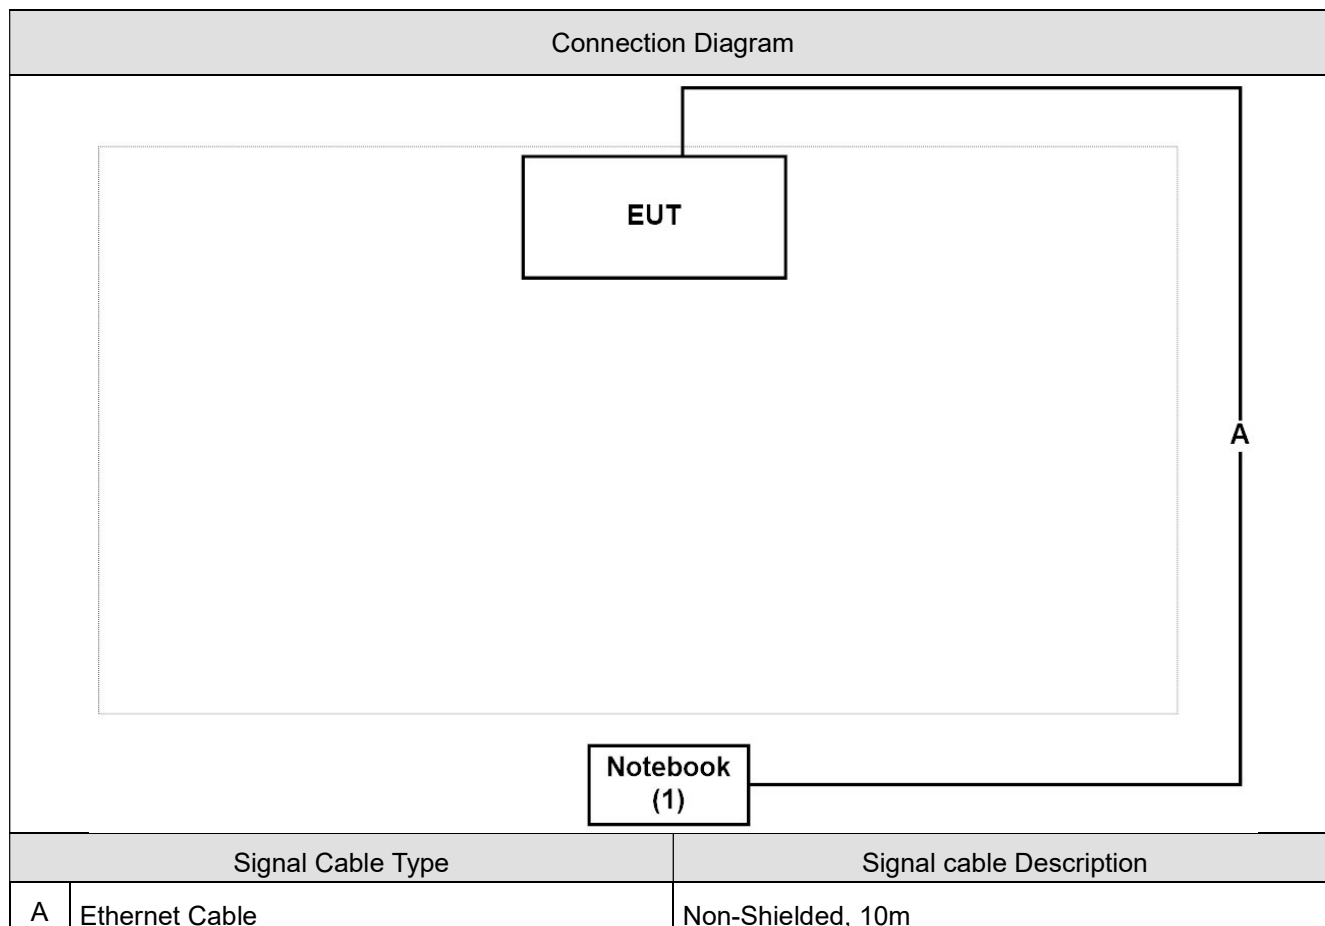 Connection Diagram
EUT
A
Notebook
(1)
Signal Cable Type Signal cable Description
A Ethernet Cable Non-Shielded, 10m